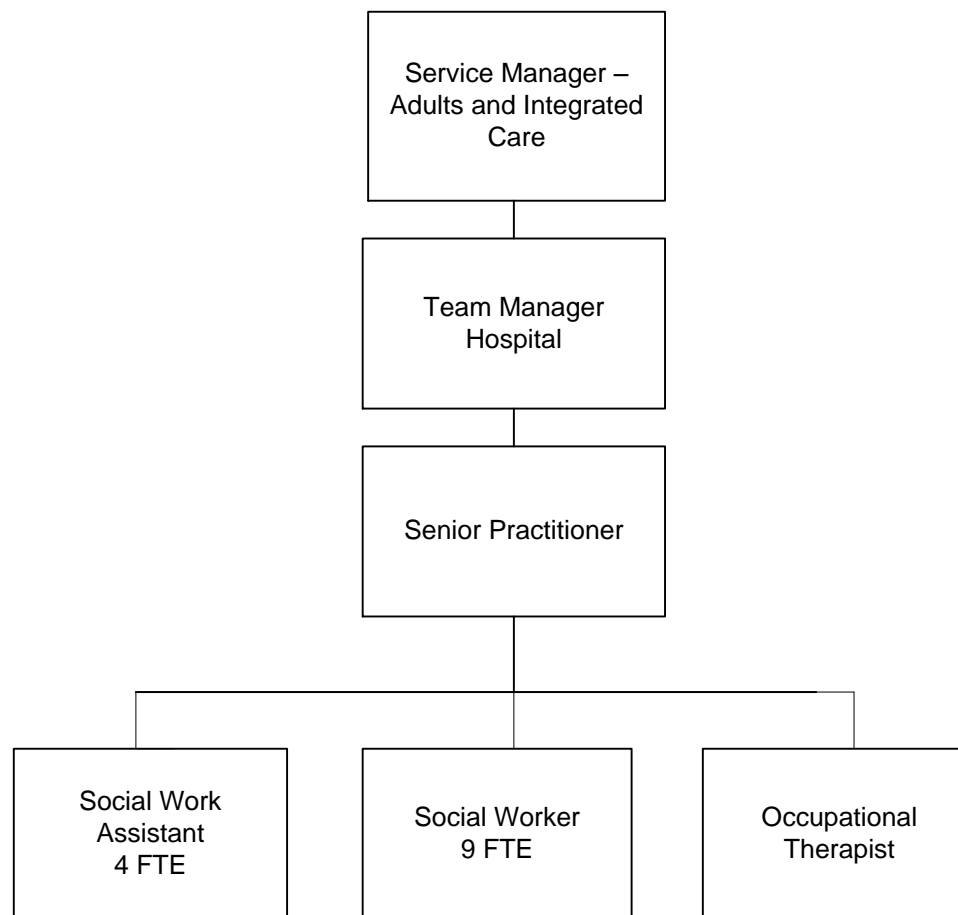 Service Manager –
Adults and Integrated
Care
Team Manager
Hospital
Senior Practitioner
Social Work
Assistant
4 FTE
Social Worker
9 FTE
Occupational
Therapist